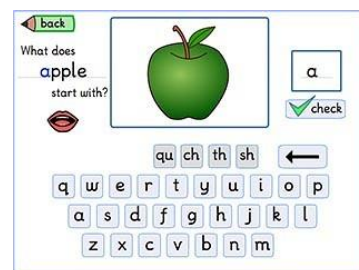 back
What does
apple
start with?
a
check
qu ch th sh
q w e r t y u i o p
a s d f g h j k l
z x c v b n m